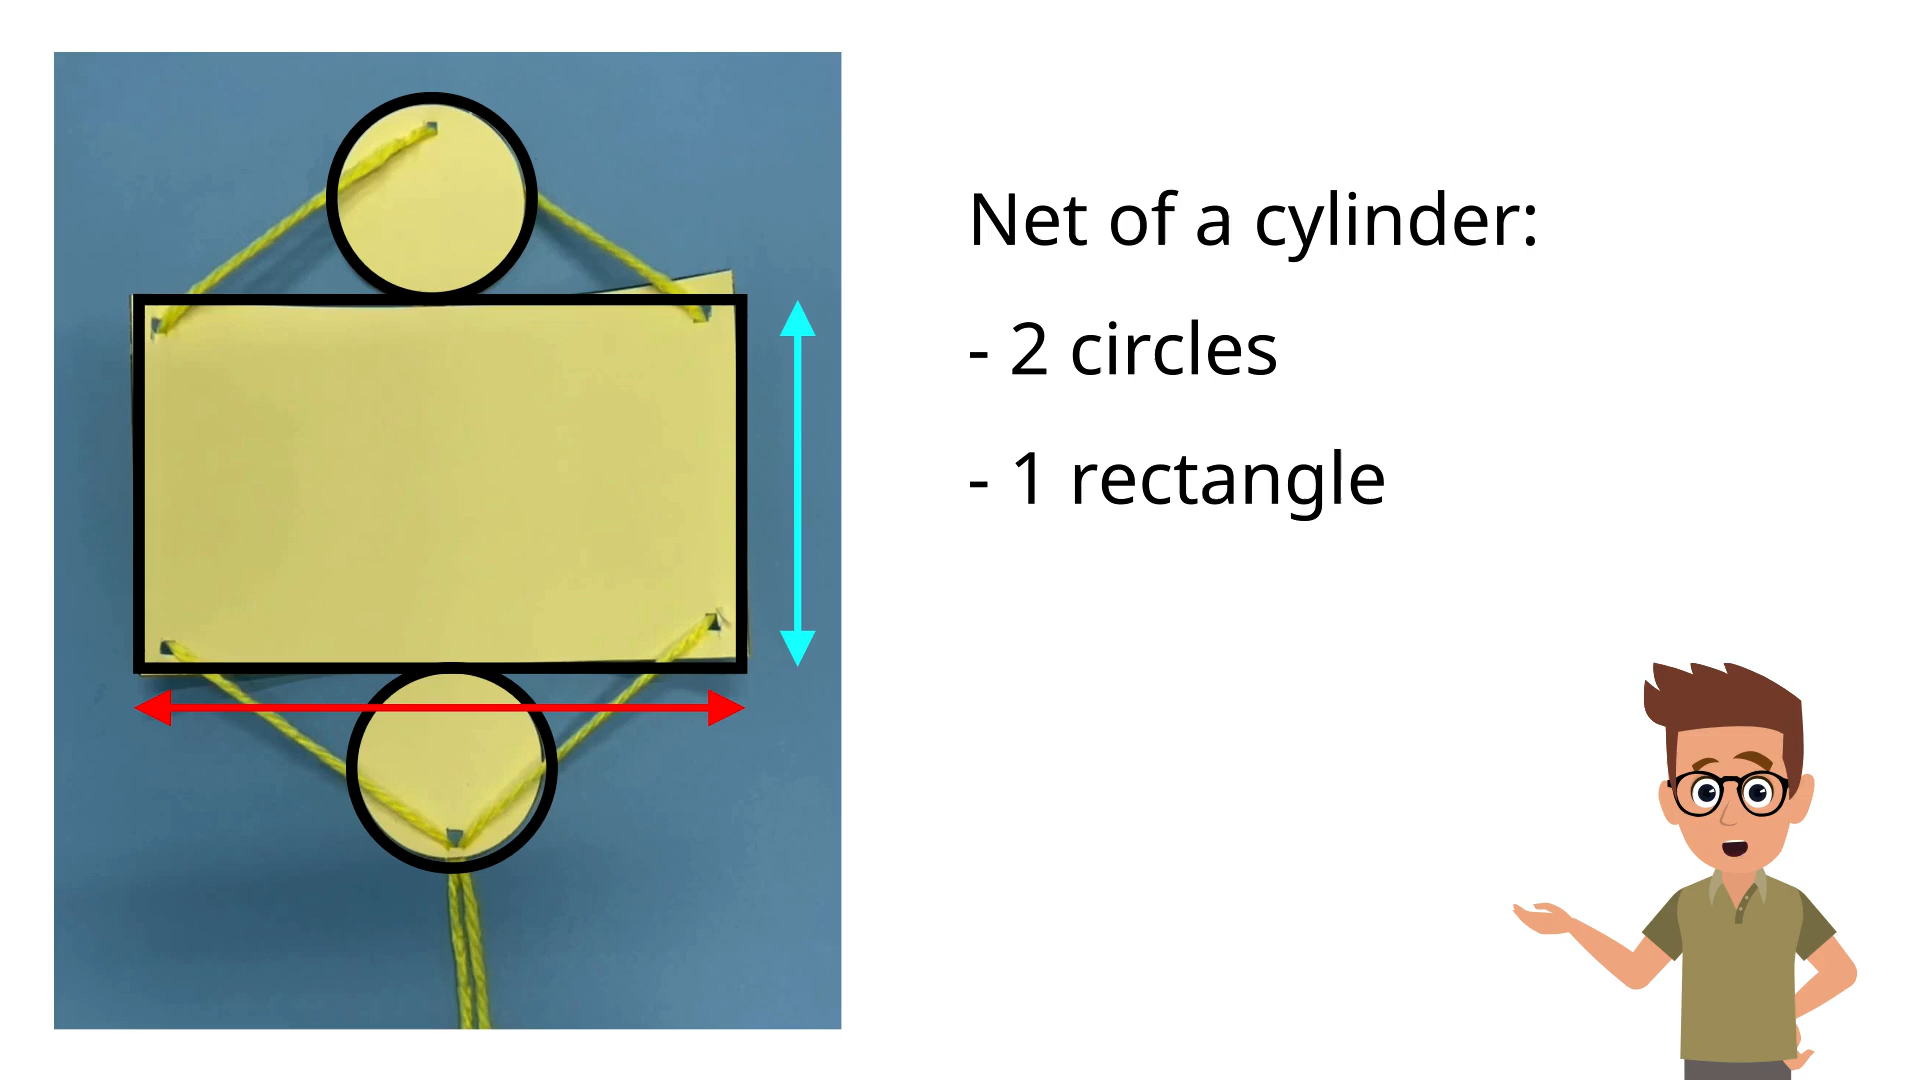 Net of a cylinder:
- 2 circles
- 1 rectangle